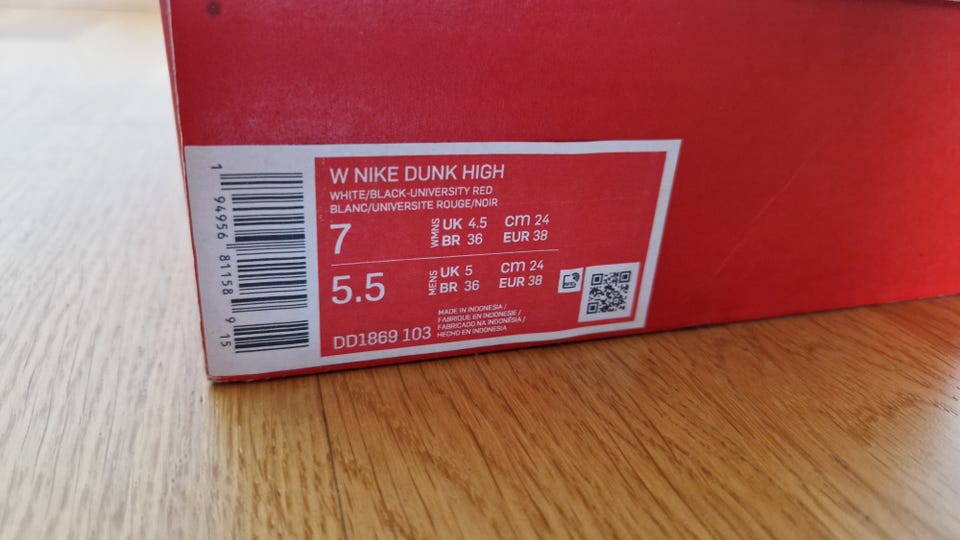 W NIKE DUNK HIGH
WHITE/BLACK-UNIVERSITY RED
BLANC/UNIVERSITE ROUGE/NOIR
7 WMNS UK 4.5 cm 24
BR 36 EUR 38
5.5 MENS UK 5 cm 24
BR 36 EUR 38
MADE IN INDONESIA /
FABRIQUE EN INDONESIE /
FABRICADO NA INDONÉSIA /
DD1869 103 HECHO EN INDONESIA
1 94956 81158 9 15